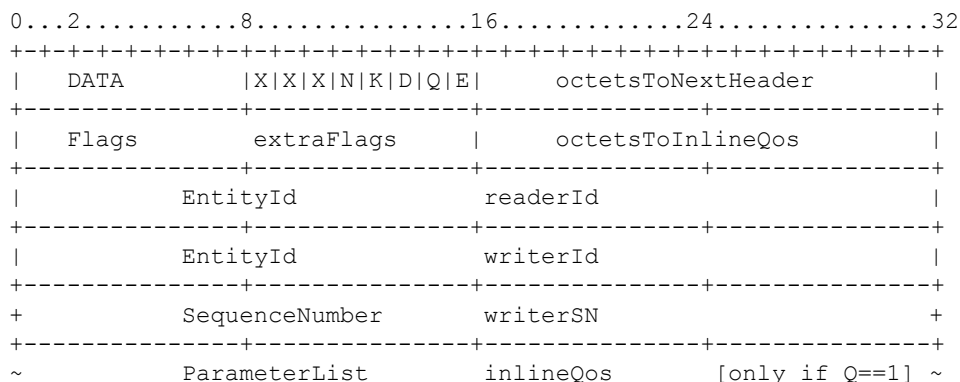 0...2...........8...............16.............24...............32
+-+-+-+-+-+-+-+-+-+-+-+-+-+-+-+-+-+-+-+-+-+-+-+-+-+-+-+-+-+-+-+-+
| DATA |X|X|X|N|K|D|Q|E| octetsToNextHeader |
+---------------+---------------+---------------+---------------+
| Flags extraFlags | octetsToInlineQos |
+---------------+---------------+---------------+---------------+
| EntityId readerId |
+---------------+---------------+---------------+---------------+
| EntityId writerId |
+---------------+---------------+---------------+---------------+
+ SequenceNumber writerSN +
+---------------+---------------+---------------+---------------+
~ ParameterList inlineQos [only if Q==1] ~